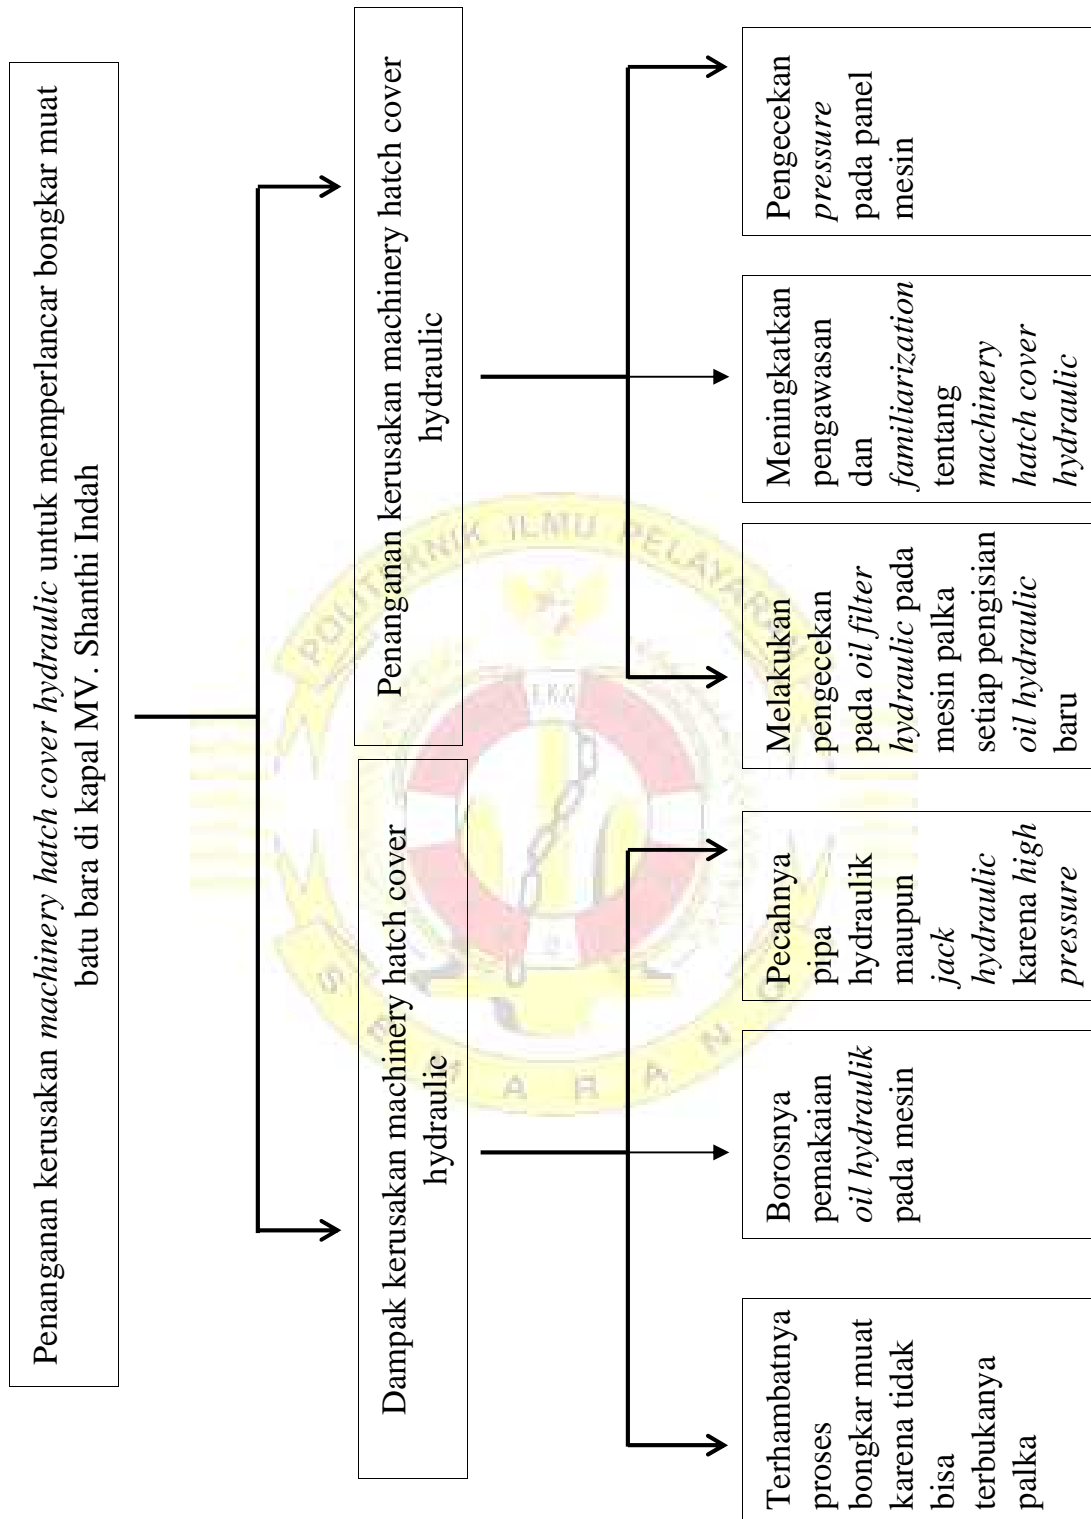 Penanganan kerusakan machinery hatch cover hydraulic untuk memperlancar bongkar muat
batu bara di kapal MV. Shanthi Indah
Dampak kerusakan machinery hatch cover
hydraulic
Penanganan kerusakan machinery hatch cover
hydraulic
Terhambatnya
proses
bongkar muat
karena tidak
bisa
terbukanya
palka
Borosnya
pemakaian
oil hydraulik
pada mesin
Pecahnya
pipa
hydraulik
maupun
jack
hydraulic
karena high
pressure
Melakukan
pengecekan
pada oil filter
hydraulic pada
mesin palka
setiap pengisian
oil hydraulic
baru
Meningkatkan
pengawasan
dan
familiarization
tentang
machinery
hatch cover
hydraulic
Pengecekan
pressure
pada panel
mesin
POLITEKNIK ILMU PELAYARAN
SEMARANG